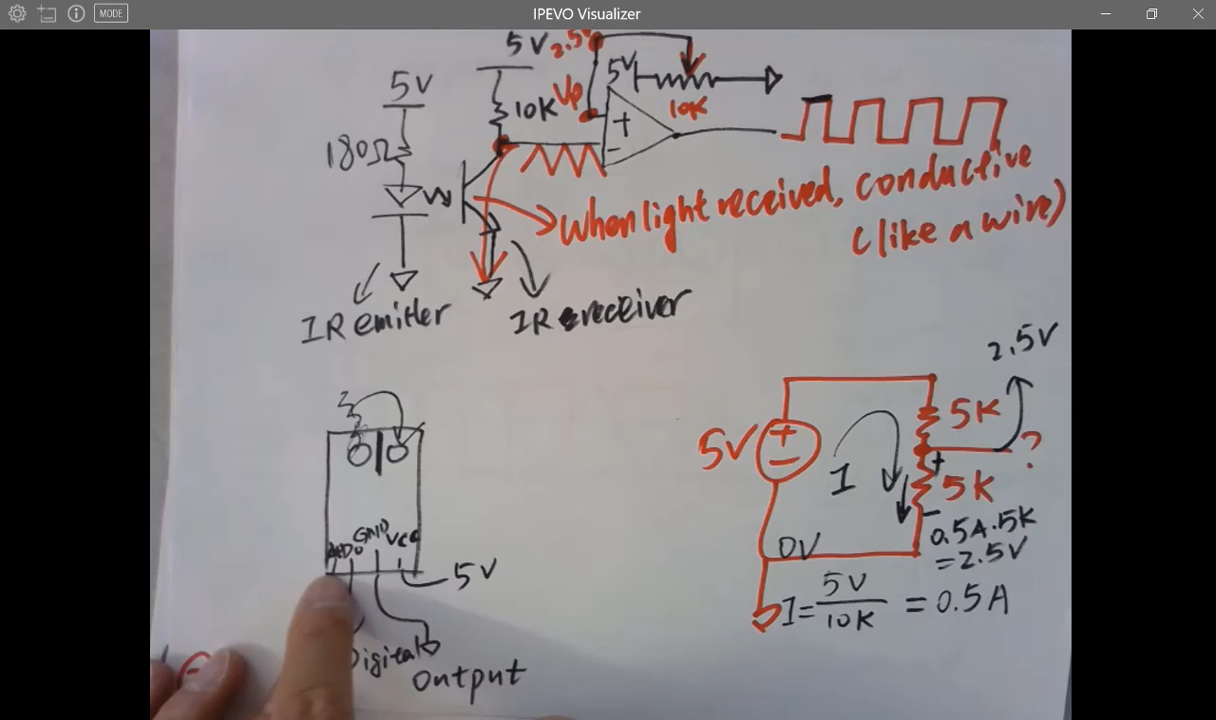 MODE
IPEVO Visualizer
5V
2.5V
5V
5V
10K
Vp
10K
180Ω
+
-
When light received, conductive
(like a wire)
IR emitter
IR receiver
2.5V
5V
+
-
I
5K
?
+
5K
-
0.5A.5K
= 2.5V
0V
I = 5V / 10K = 0.5A
DO
GND
VCC
5V
Digital
Output